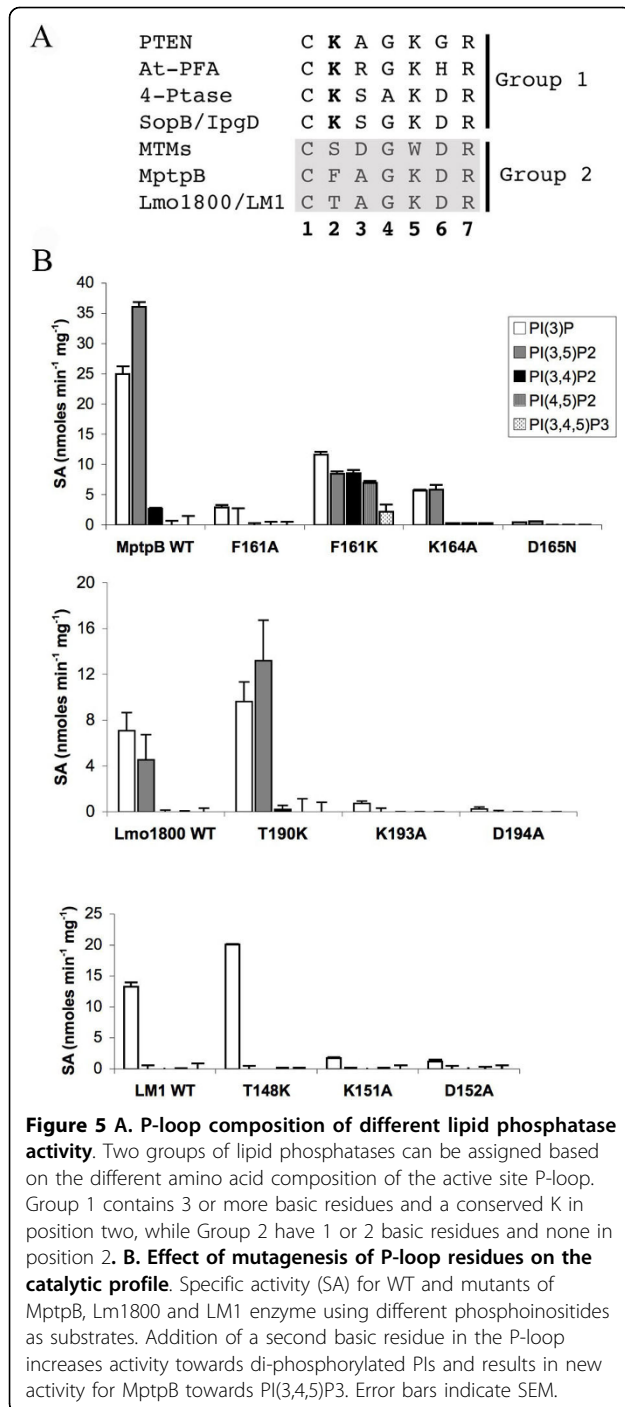 A
PTEN C K A G K G R
At-PFA C K R G K H R
4-Ptase C K S A K D R
SopB/IpgD C K S G K D R
Group 1
MTMs C S D G W D R
MptpB C F A G K D R
Lmo1800/LM1 C T A G K D R
Group 2
1 2 3 4 5 6 7
B
SA (nmoles min⁻¹ mg⁻¹)
40
35
30
25
20
15
10
5
0
PI(3)P
PI(3,5)P2
PI(3,4)P2
PI(4,5)P2
PI(3,4,5)P3
MptpB WT F161A F161K K164A D165N
SA (nmoles min⁻¹ mg⁻¹)
20
16
12
8
4
0
Lmo1800 WT T190K K193A D194A
SA (nmoles min⁻¹ mg⁻¹)
25
20
15
10
5
0
LM1 WT T148K K151A D152A
Figure 5 A. P-loop composition of different lipid phosphatase
activity. Two groups of lipid phosphatases can be assigned based
on the different amino acid composition of the active site P-loop.
Group 1 contains 3 or more basic residues and a conserved K in
position two, while Group 2 have 1 or 2 basic residues and none in
position 2. B. Effect of mutagenesis of P-loop residues on the
catalytic profile. Specific activity (SA) for WT and mutants of
MptpB, Lm1800 and LM1 enzyme using different phosphoinositides
as substrates. Addition of a second basic residue in the P-loop
increases activity towards di-phosphorylated PIs and results in new
activity for MptpB towards PI(3,4,5)P3. Error bars indicate SEM.